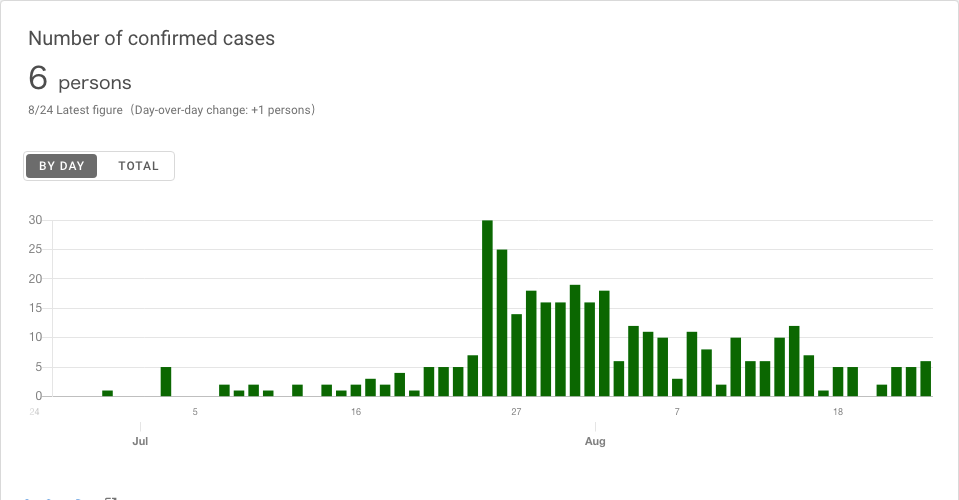 Number of confirmed cases
6 persons
8/24 Latest figure（Day-over-day change: +1 persons）
BY DAY TOTAL
30
25
20
15
10
5
0
24 5 16 27 7 18
Jul Aug